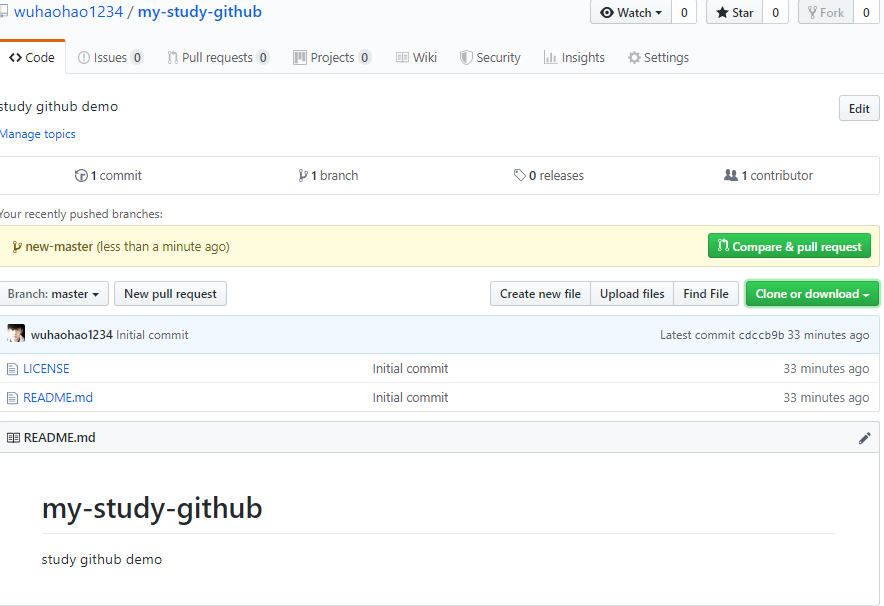 wuhaohao1234 / my-study-github Watch 0 Star 0 Fork 0
Code Issues 0 Pull requests 0 Projects 0 Wiki Security Insights Settings
study github demo Edit
Manage topics
1 commit 1 branch 0 releases 1 contributor
Your recently pushed branches:
new-master (less than a minute ago) Compare & pull request
Branch: master New pull request Create new file Upload files Find File Clone or download
wuhaohao1234 Initial commit Latest commit cdccb9b 33 minutes ago
LICENSE Initial commit 33 minutes ago
README.md Initial commit 33 minutes ago
README.md
my-study-github
study github demo